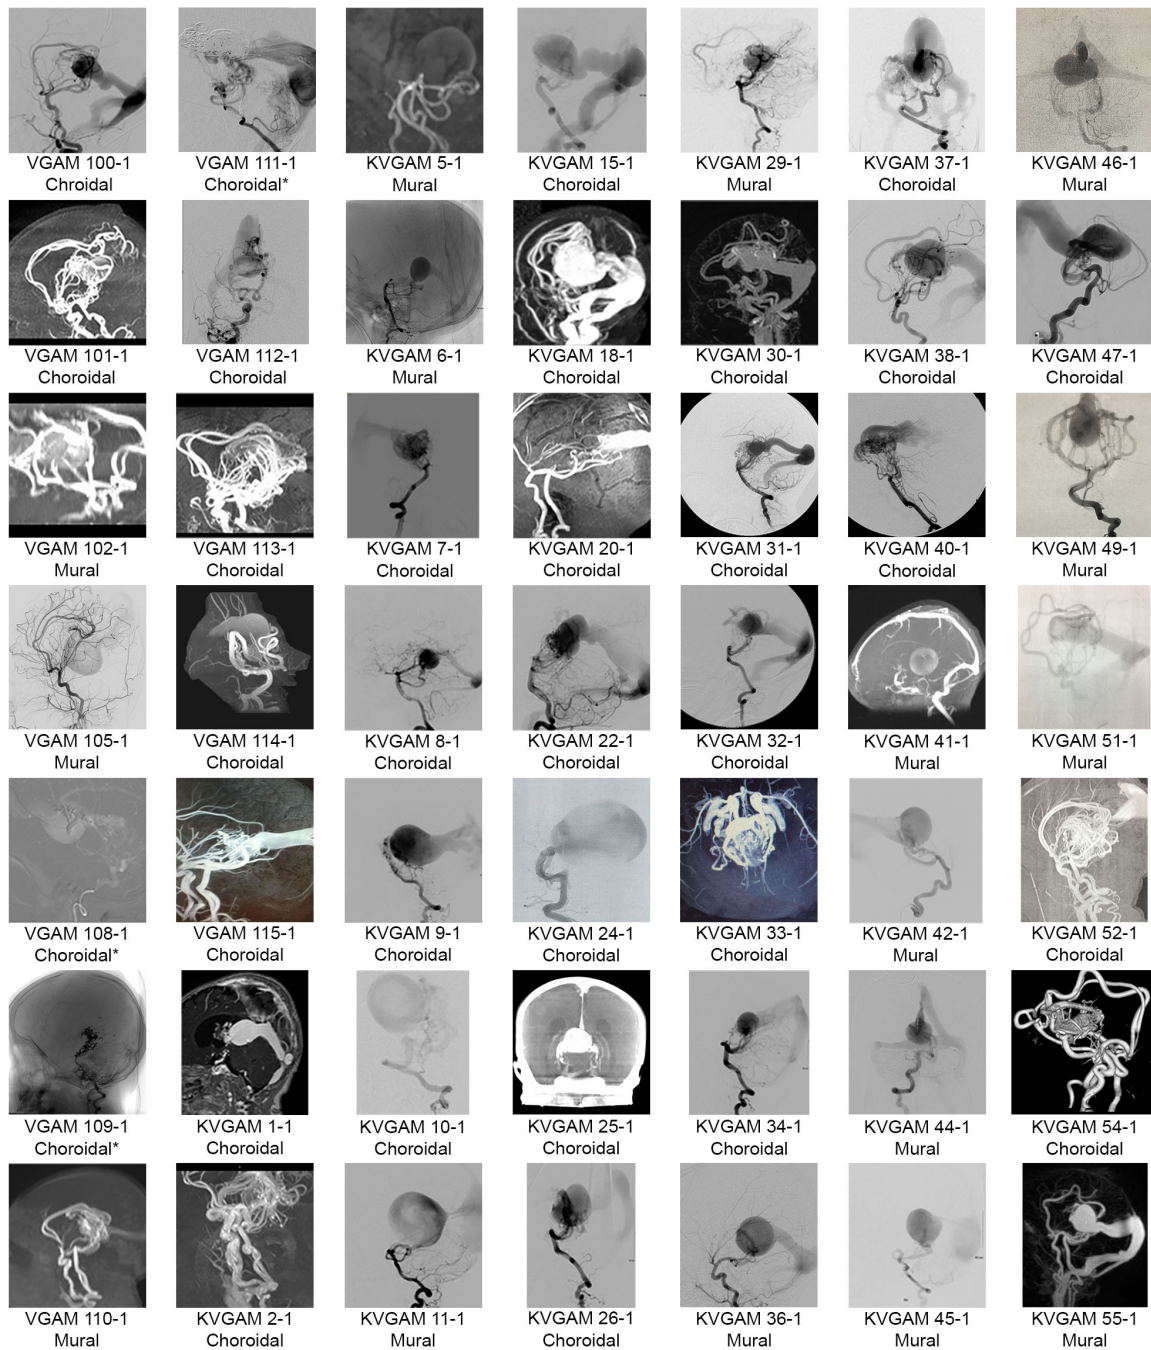 VGAM 100-1 VGAM 111-1 KVGAM 5-1 KVGAM 15-1 KVGAM 29-1 KVGAM 37-1 KVGAM 46-1
Chroidal Choroidal* Mural Choroidal Mural Choroidal Mural
VGAM 101-1 VGAM 112-1 KVGAM 6-1 KVGAM 18-1 KVGAM 30-1 KVGAM 38-1 KVGAM 47-1
Choroidal Choroidal Mural Choroidal Choroidal Choroidal Choroidal
VGAM 102-1 VGAM 113-1 KVGAM 7-1 KVGAM 20-1 KVGAM 31-1 KVGAM 40-1 KVGAM 49-1
Mural Choroidal Choroidal Choroidal Choroidal Choroidal Mural
VGAM 105-1 VGAM 114-1 KVGAM 8-1 KVGAM 22-1 KVGAM 32-1 KVGAM 41-1 KVGAM 51-1
Mural Choroidal Choroidal Choroidal Choroidal Mural Mural
VGAM 108-1 VGAM 115-1 KVGAM 9-1 KVGAM 24-1 KVGAM 33-1 KVGAM 42-1 KVGAM 52-1
Choroidal* Choroidal Choroidal Choroidal Choroidal Mural Choroidal
VGAM 109-1 KVGAM 1-1 KVGAM 10-1 KVGAM 25-1 KVGAM 34-1 KVGAM 44-1 KVGAM 54-1
Choroidal* Choroidal Choroidal Choroidal Choroidal Mural Choroidal
VGAM 110-1 KVGAM 2-1 KVGAM 11-1 KVGAM 26-1 KVGAM 36-1 KVGAM 45-1 KVGAM 55-1
Mural Choroidal Mural Choroidal Mural Mural Mural